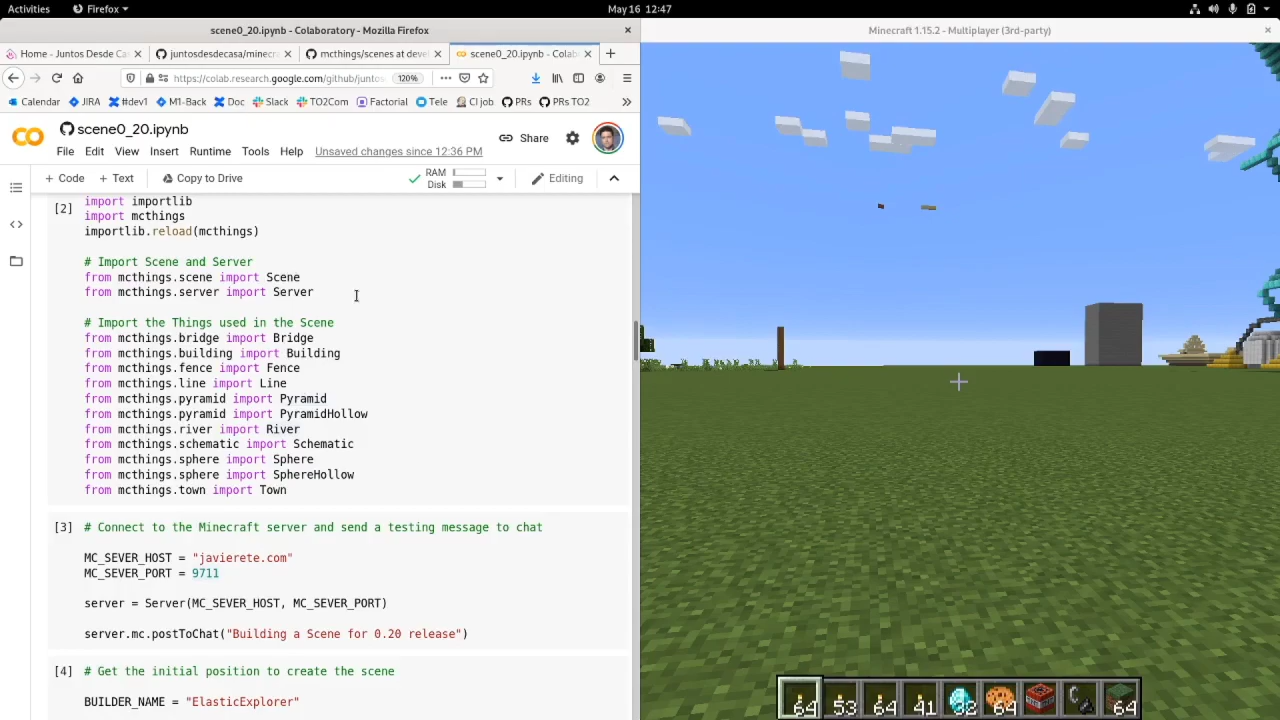 Activities Firefox May 16 12:47
scene0_20.ipynb - Colaboratory - Mozilla Firefox
Minecraft 1.15.2 - Multiplayer (3rd-party)
Home - Juntos Desde Ca juntosdesdecasa/minecra mcthings/scenes at deve scene0_20.ipynb - Colab
https://colab.research.google.com/github/juntos 120%
Calendar JIRA #dev1 M1-Back Doc Slack TO2Com Factorial Tele CI job PRs PRs TO2
scene0_20.ipynb
Share
File Edit View Insert Runtime Tools Help Unsaved changes since 12:36 PM
+ Code + Text Copy to Drive RAM Disk Editing
[2] import importlib
import mcthings
importlib.reload(mcthings)
# Import Scene and Server
from mcthings.scene import Scene
from mcthings.server import Server
# Import the Things used in the Scene
from mcthings.bridge import Bridge
from mcthings.building import Building
from mcthings.fence import Fence
from mcthings.line import Line
from mcthings.pyramid import Pyramid
from mcthings.pyramid import PyramidHollow
from mcthings.river import River
from mcthings.schematic import Schematic
from mcthings.sphere import Sphere
from mcthings.sphere import SphereHollow
from mcthings.town import Town
[3] # Connect to the Minecraft server and send a testing message to chat
MC_SEVER_HOST = "javierete.com"
MC_SEVER_PORT = 9711
server = Server(MC_SEVER_HOST, MC_SEVER_PORT)
server.mc.postToChat("Building a Scene for 0.20 release")
[4] # Get the initial position to create the scene
BUILDER_NAME = "ElasticExplorer"
64 53 64 41 64 64